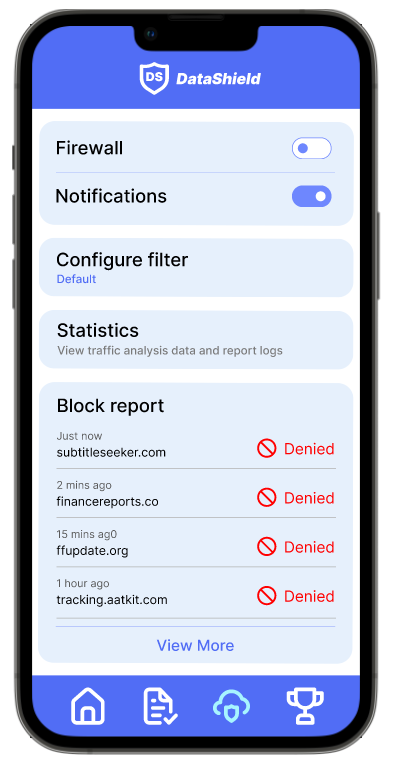 DS DataShield
Firewall
Notifications
Configure filter
Default
Statistics
View traffic analysis data and report logs
Block report
Just now
subtitleseeker.com Denied
2 mins ago
financereports.co Denied
15 mins ag0
ffupdate.org Denied
1 hour ago
tracking.aatkit.com Denied
View More